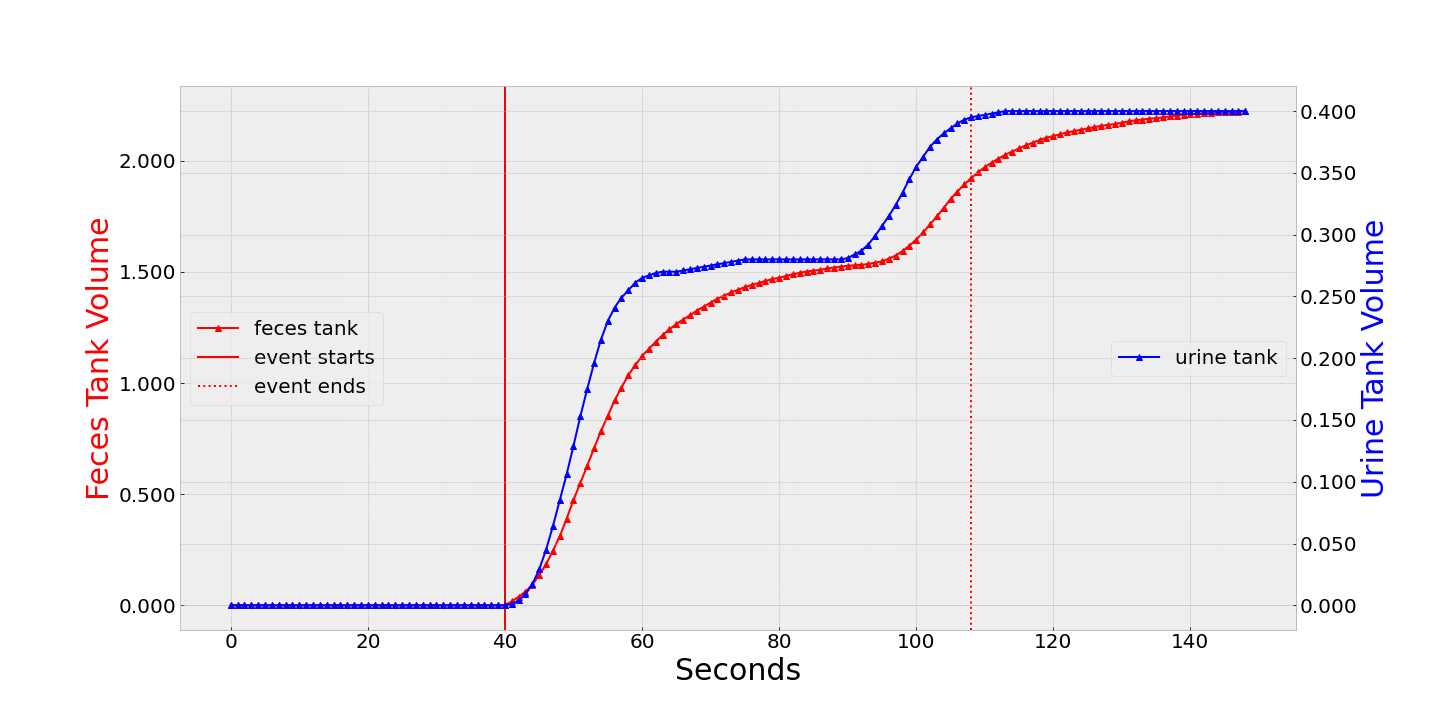 Feces Tank Volume
2.000
1.500
1.000
0.500
0.000
feces tank
event starts
event ends
urine tank
0.400
0.350
0.300
0.250
0.200
0.150
0.100
0.050
0.000
Urine Tank Volume
0 20 40 60 80 100 120 140
Seconds